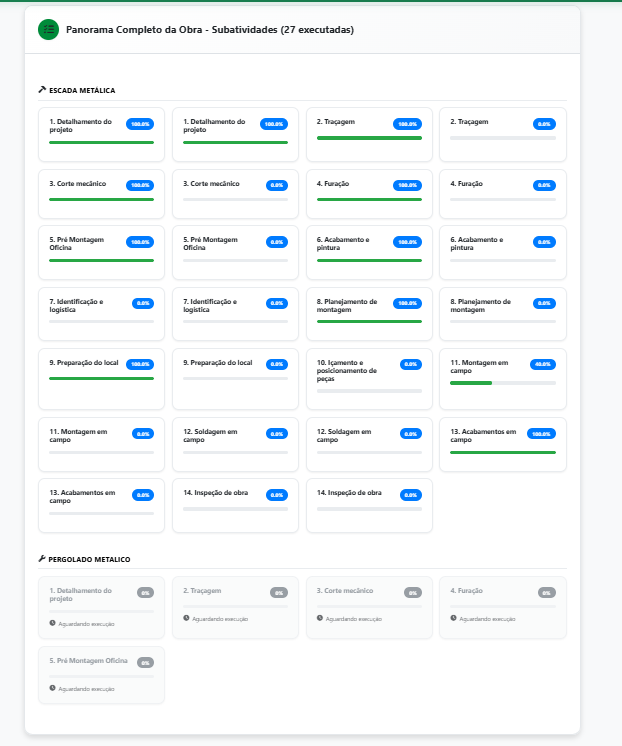 Panorama Completo da Obra - Subatividades (27 executadas)
ESCADA METÁLICA
1. Detalhamento do
projeto
100.0%
1. Detalhamento do
projeto
100.0%
2. Traçagem
100.0%
2. Traçagem
0.0%
3. Corte mecânico
100.0%
3. Corte mecânico
0.0%
4. Furação
100.0%
4. Furação
0.0%
5. Pré Montagem
Oficina
100.0%
5. Pré Montagem
Oficina
0.0%
6. Acabamento e
pintura
100.0%
6. Acabamento e
pintura
0.0%
7. Identificação e
logística
0.0%
7. Identificação e
logística
0.0%
8. Planejamento de
montagem
100.0%
8. Planejamento de
montagem
0.0%
9. Preparação do local
100.0%
9. Preparação do local
0.0%
10. Içamento e
posicionamento de
peças
0.0%
11. Montagem em
campo
40.0%
11. Montagem em
campo
0.0%
12. Soldagem em
campo
0.0%
12. Soldagem em
campo
0.0%
13. Acabamentos em
campo
100.0%
13. Acabamentos em
campo
0.0%
14. Inspeção de obra
0.0%
14. Inspeção de obra
0.0%
PERGOLADO METALICO
1. Detalhamento do
projeto
0%
Aguardando execução
2. Traçagem
0%
Aguardando execução
3. Corte mecânico
0%
Aguardando execução
4. Furação
0%
Aguardando execução
5. Pré Montagem Oficina
0%
Aguardando execução